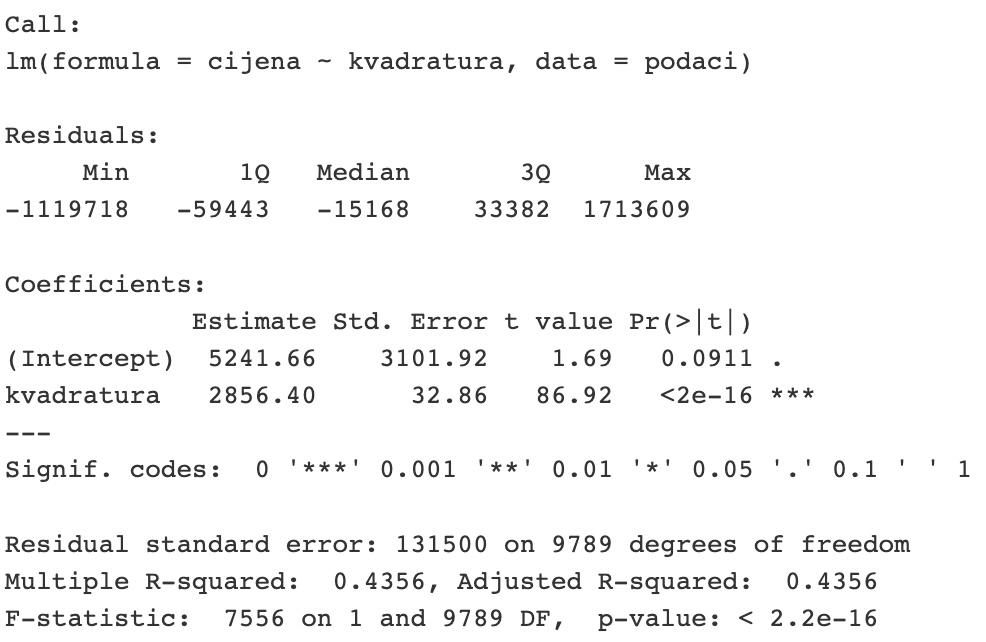 Call:
lm(formula = cijena ~ kvadratura, data = podaci)
Residuals:
Min 1Q Median 3Q Max
-1119718 -59443 -15168 33382 1713609
Coefficients:
Estimate Std. Error t value Pr(>|t|)
(Intercept) 5241.66 3101.92 1.69 0.0911 .
kvadratura 2856.40 32.86 86.92 <2e-16 ***
---
Signif. codes: 0 '***' 0.001 '**' 0.01 '*' 0.05 '.' 0.1 ' ' 1
Residual standard error: 131500 on 9789 degrees of freedom
Multiple R-squared: 0.4356, Adjusted R-squared: 0.4356
F-statistic: 7556 on 1 and 9789 DF, p-value: < 2.2e-16